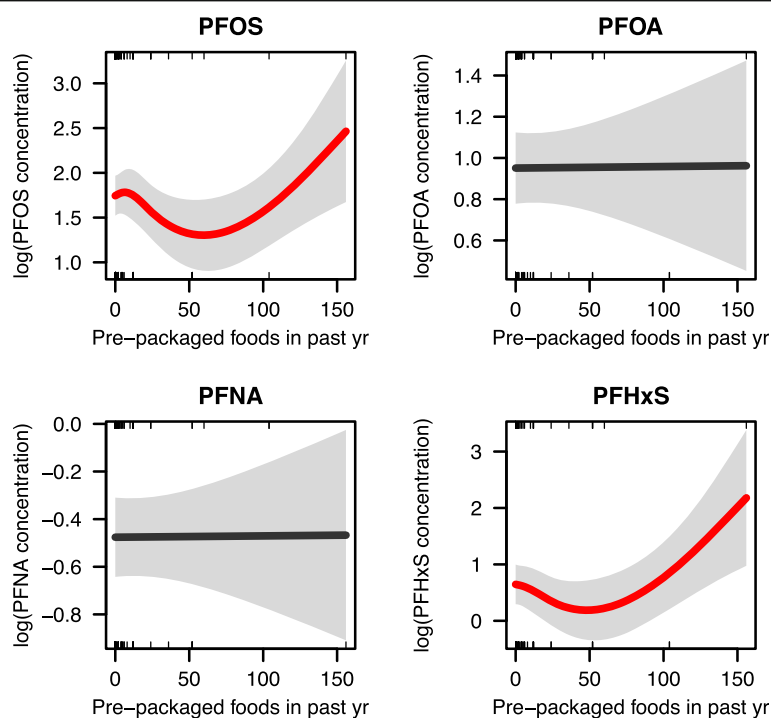 PFOS
log(PFOS concentration)
3.0
2.5
2.0
1.5
1.0
0 50 100 150
Pre−packaged foods in past yr
PFOA
log(PFOA concentration)
1.4
1.2
1.0
0.8
0.6
0 50 100 150
Pre−packaged foods in past yr
PFNA
log(PFNA concentration)
0.0
−0.2
−0.4
−0.6
−0.8
0 50 100 150
Pre−packaged foods in past yr
PFHxS
log(PFHxS concentration)
3
2
1
0
0 50 100 150
Pre−packaged foods in past yr